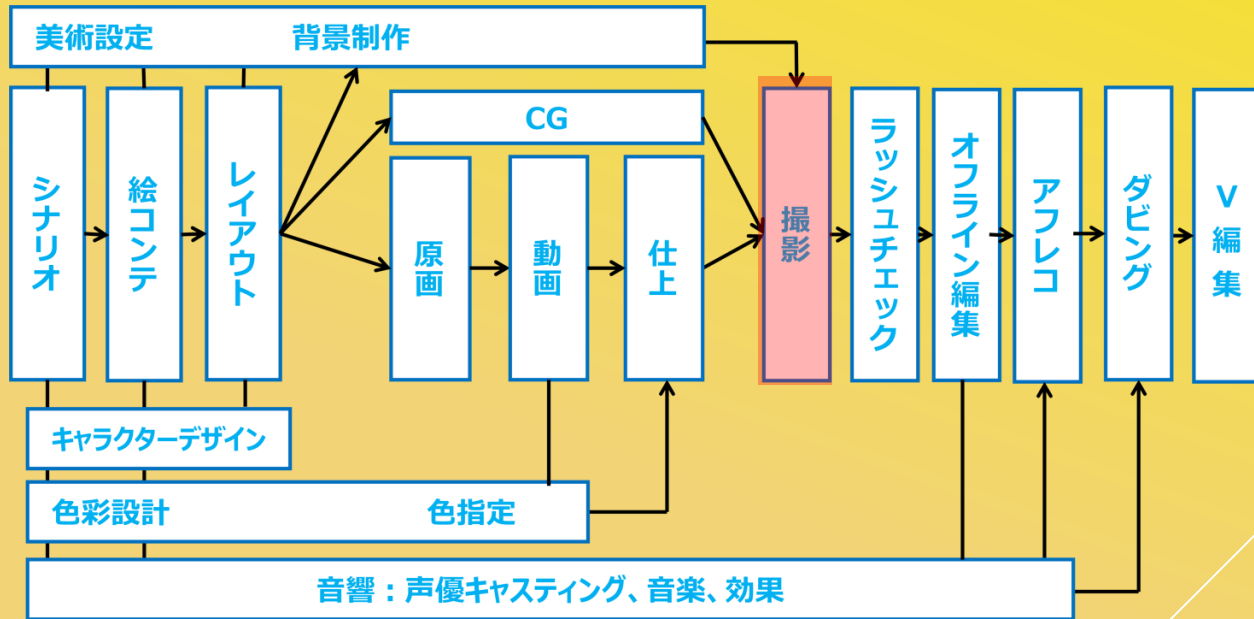 美術設定 背景制作
CG
シナリオ
絵コンテ
レイアウト
原画
動画
仕上
撮影
ラッシュチェック
オフライン編集
アフレコ
ダビング
V編集
キャラクターデザイン
色彩設計 色指定
音響：声優キャスティング、音楽、効果